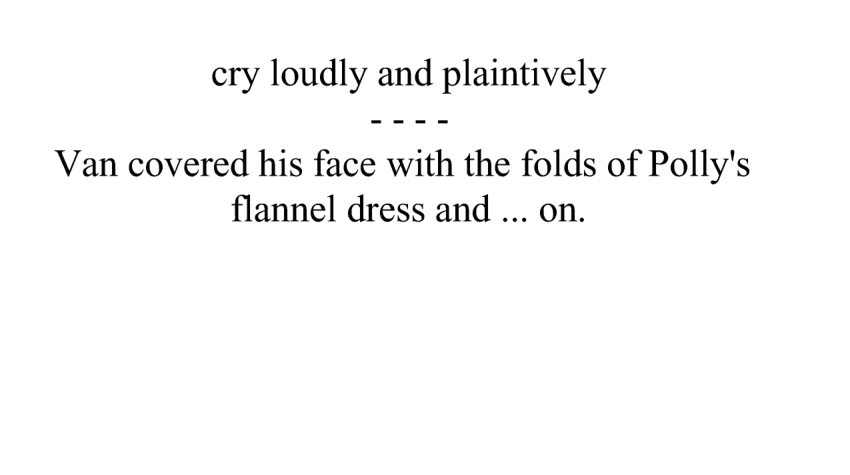 cry loudly and plaintively
- - - -
Van covered his face with the folds of Polly's
flannel dress and ... on.